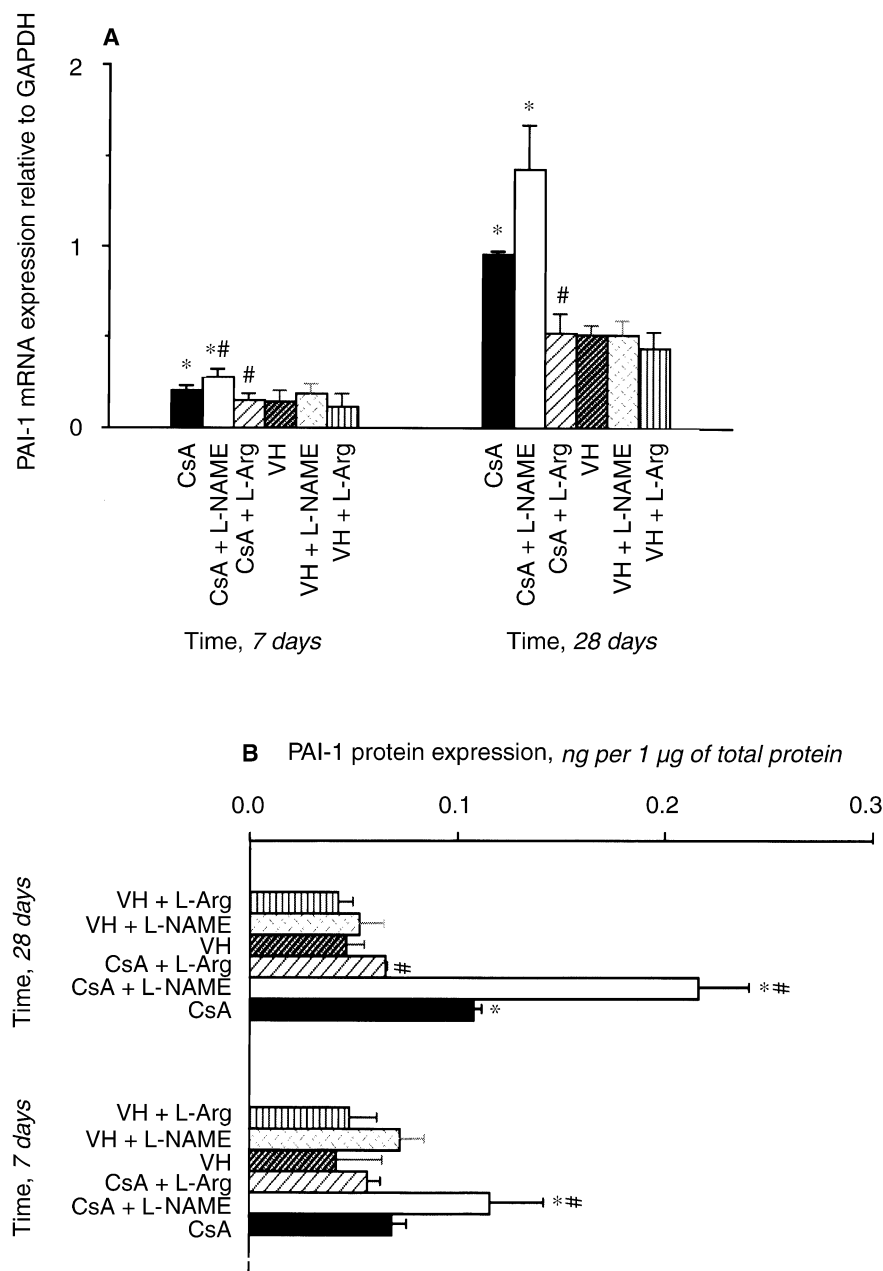 A
PAI-1 mRNA expression relative to GAPDH
2
1
0
*
*#
#
*
*
#
CsA
CsA + L-NAME
CsA + L-Arg
VH
VH + L-NAME
VH + L-Arg
CsA
CsA + L-NAME
CsA + L-Arg
VH
VH + L-NAME
VH + L-Arg
Time, 7 days
Time, 28 days
B PAI-1 protein expression, ng per 1 µg of total protein
0.0 0.1 0.2 0.3
Time, 28 days
VH + L-Arg
VH + L-NAME
VH
CsA + L-Arg #
CsA + L-NAME *#
CsA *
Time, 7 days
VH + L-Arg
VH + L-NAME
VH
CsA + L-Arg
CsA + L-NAME *#
CsA